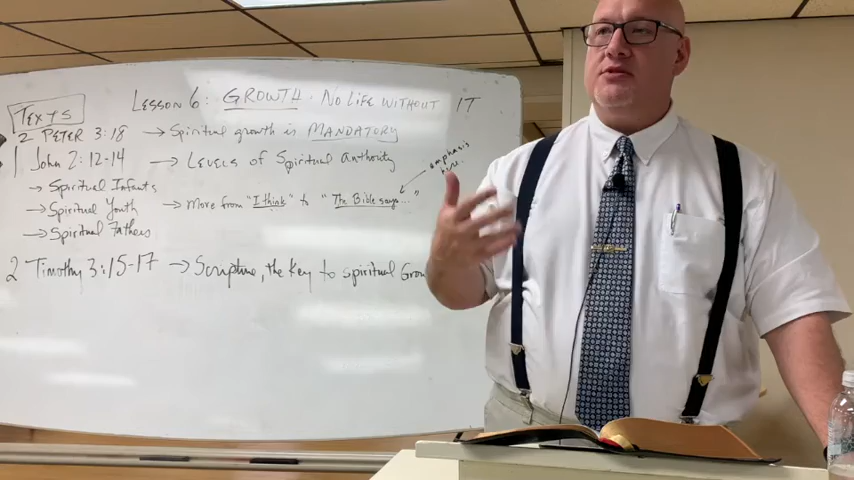 Lesson 6: GROWTH. No Life Without IT
TEXTS
2 Peter 3:18 → Spiritual growth is MANDATORY
1 John 2:12-14 → Levels of Spiritual Authority
emphasis here.
→ Spiritual Infants
→ Spiritual Youth → Move from "I think" to "The Bible says..."
→ Spiritual Fathers
2 Timothy 3:15-17 → Scripture, the Key to spiritual Grow